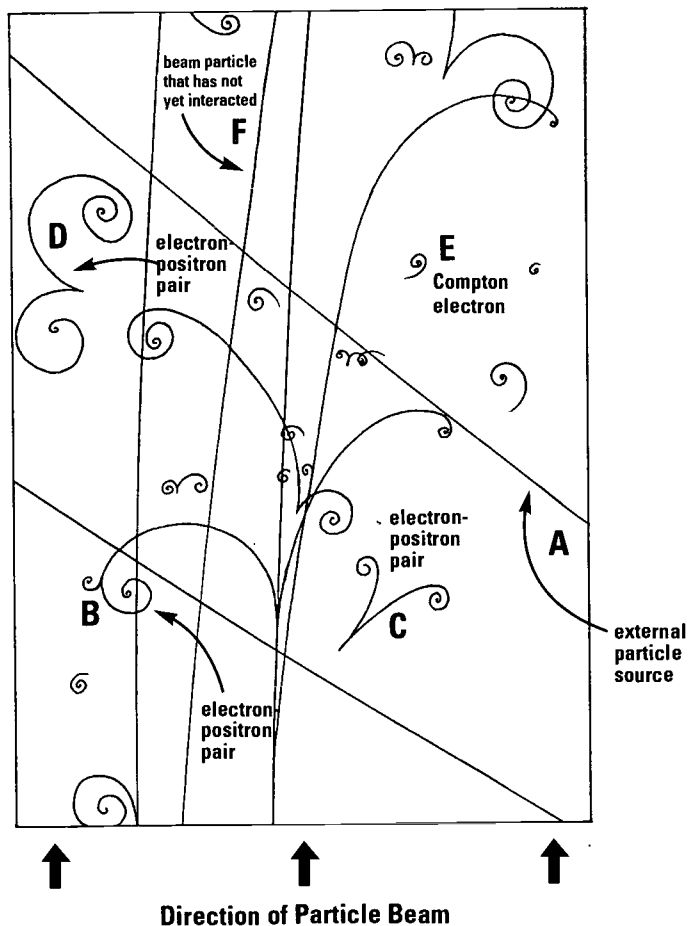 beam particle
that has not
yet interacted
F
D
electron-
positron
pair
E
Compton
electron
electron-
positron
pair
A
C
B
external
particle
source
electron
positron
pair
Direction of Particle Beam